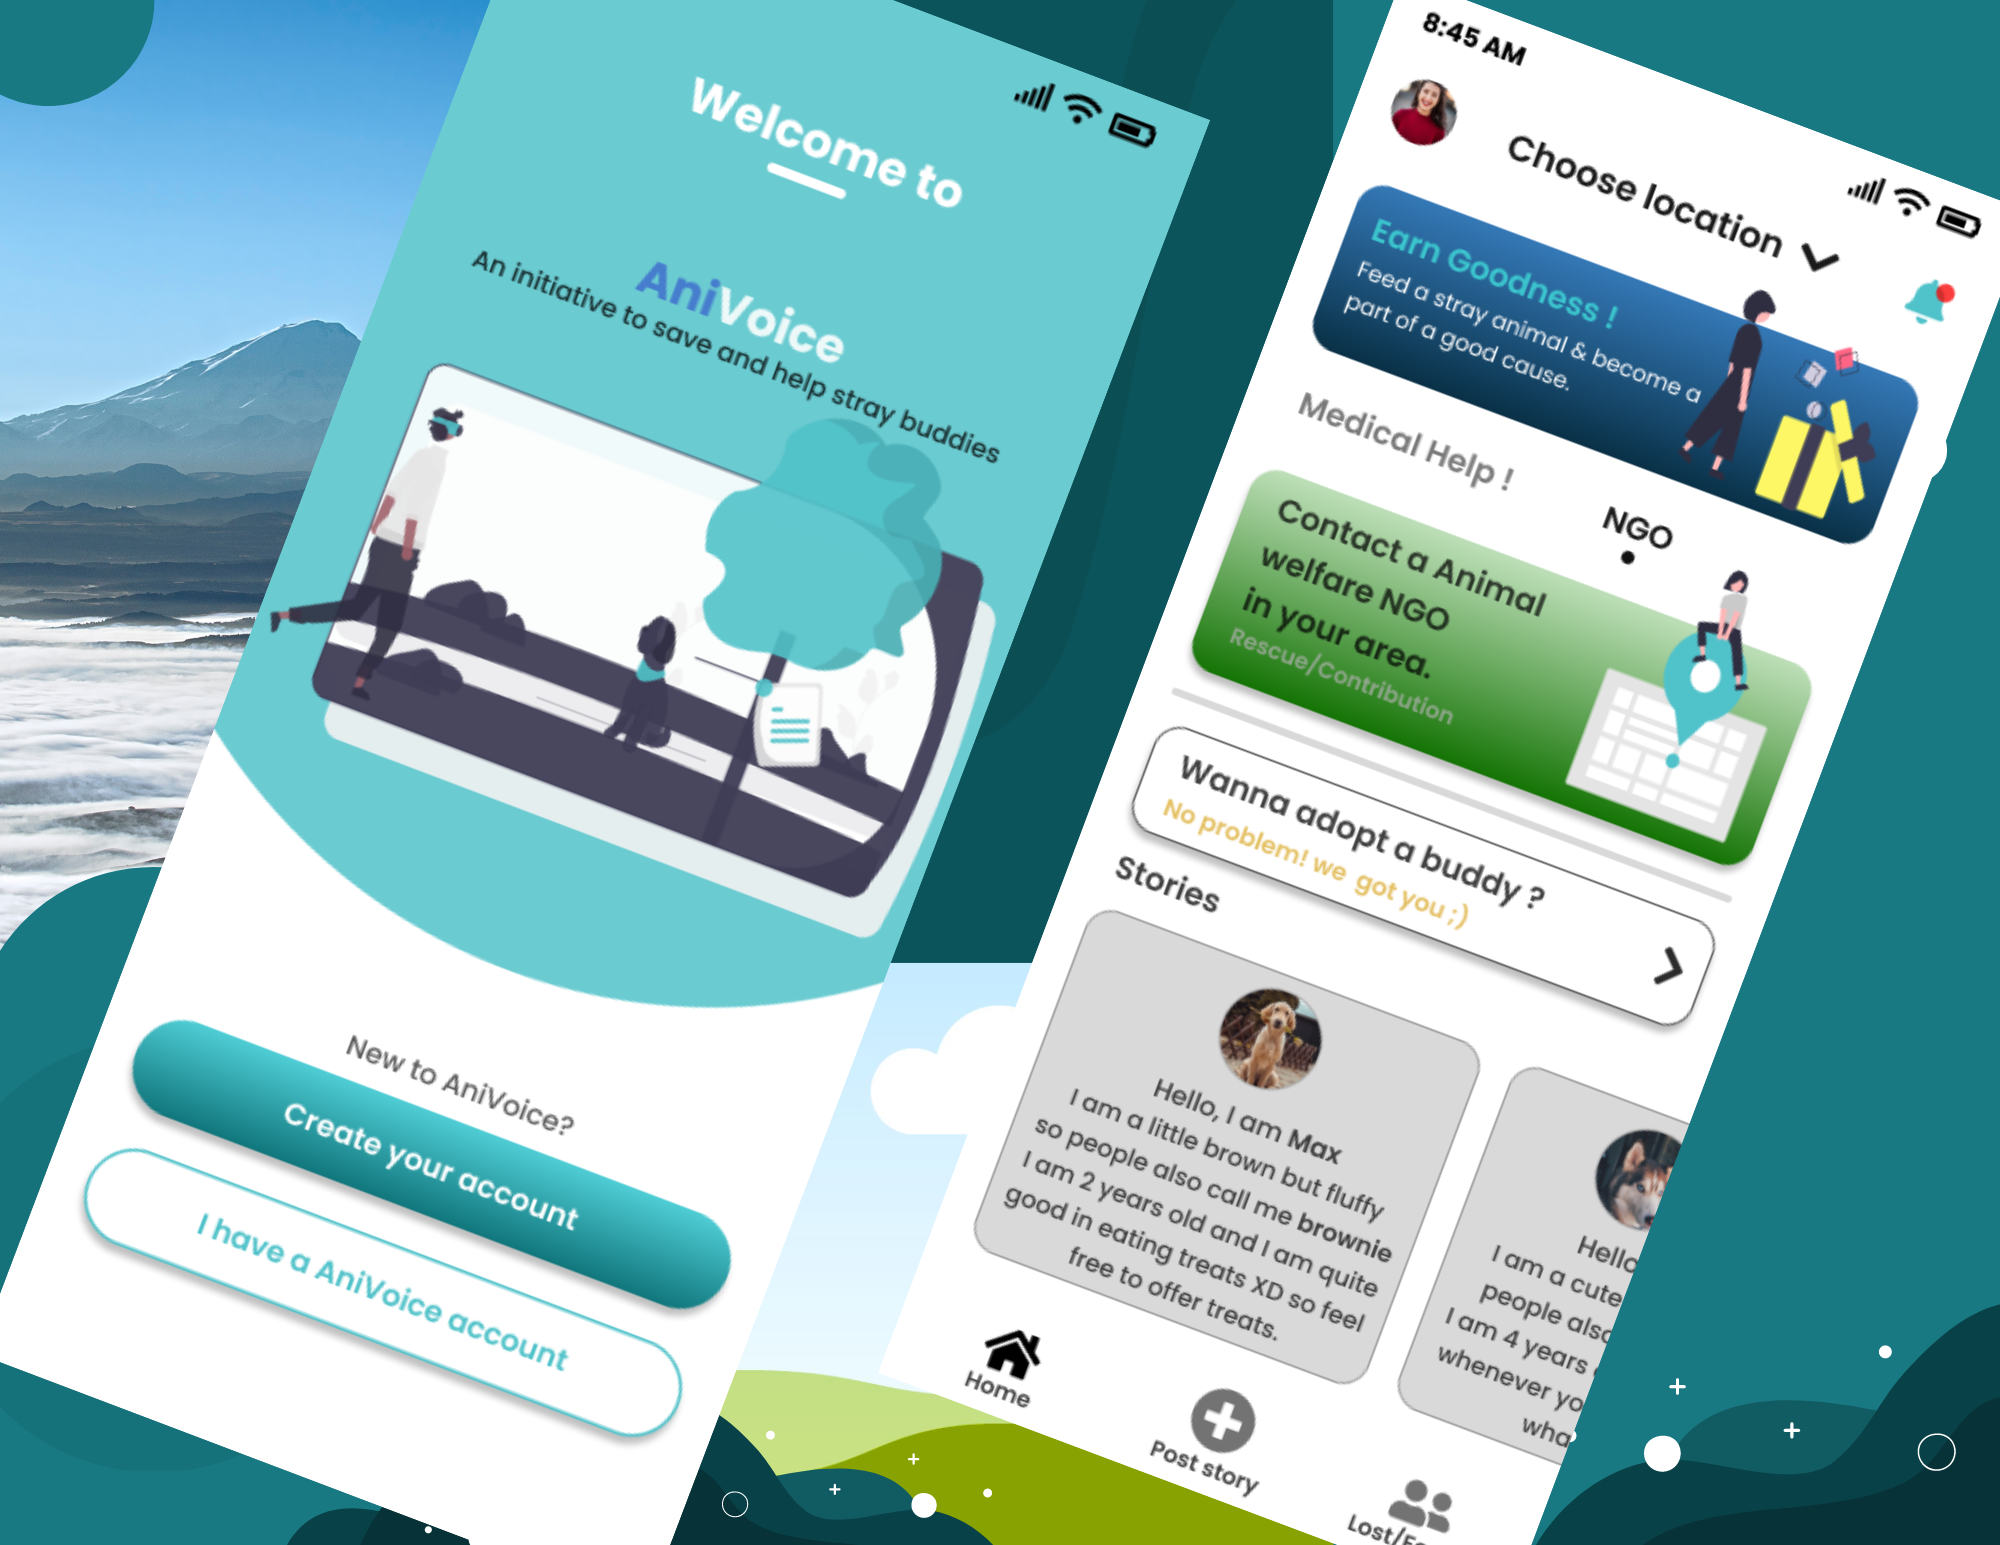 Welcome to
AniVoice
An initiative to save and help stray buddies
New to AniVoice?
Create your account
I have a AniVoice account
8:45 AM
Choose location
Earn Goodness !
Feed a stray animal & become a
part of a good cause.
Medical Help !
NGO
Contact a Animal
welfare NGO
in your area.
Rescue/Contribution
Wanna adopt a buddy ?
No problem! we got you ;)
Stories
Hello, I am Max
I am a little brown but fluffy
so people also call me brownie
I am 2 years old and I am quite
good in eating treats XD so feel
free to offer treats.
Hello
I am a cute
people also
I am 4 years
whenever yo
wha
Home
Post story
Lost/